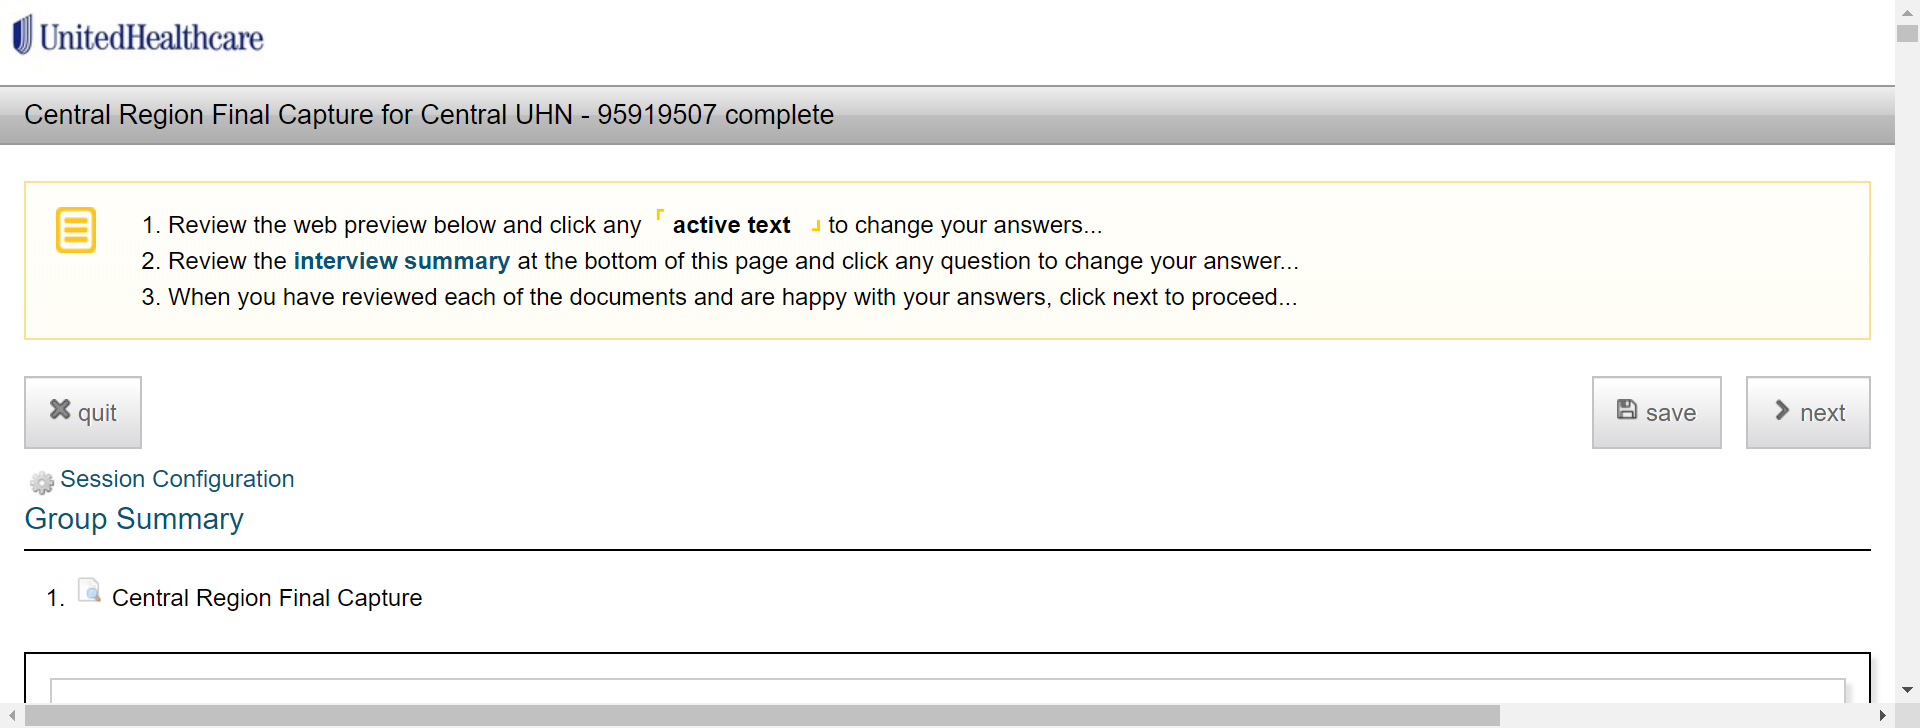 UnitedHealthcare
Central Region Final Capture for Central UHN - 95919507 complete
1. Review the web preview below and click any 「 active text 」 to change your answers...
2. Review the interview summary at the bottom of this page and click any question to change your answer...
3. When you have reviewed each of the documents and are happy with your answers, click next to proceed...
quit
save
next
Session Configuration
Group Summary
1. Central Region Final Capture